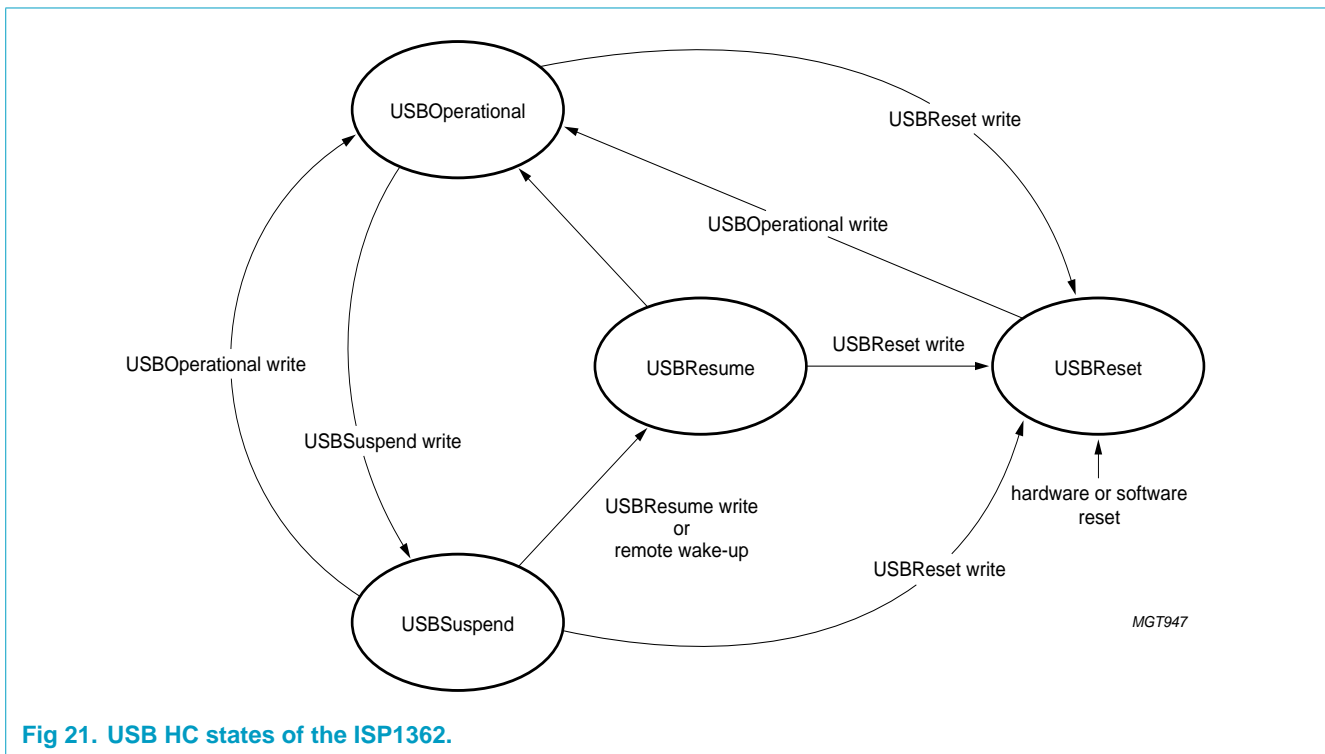 USBOperational
USBReset write
USBOperational write
USBReset write
USBResume
USBReset
USBOperational write
USBSuspend write
hardware or software
reset
USBResume write
or
remote wake-up
USBReset write
USBSuspend
MGT947
Fig 21. USB HC states of the ISP1362.